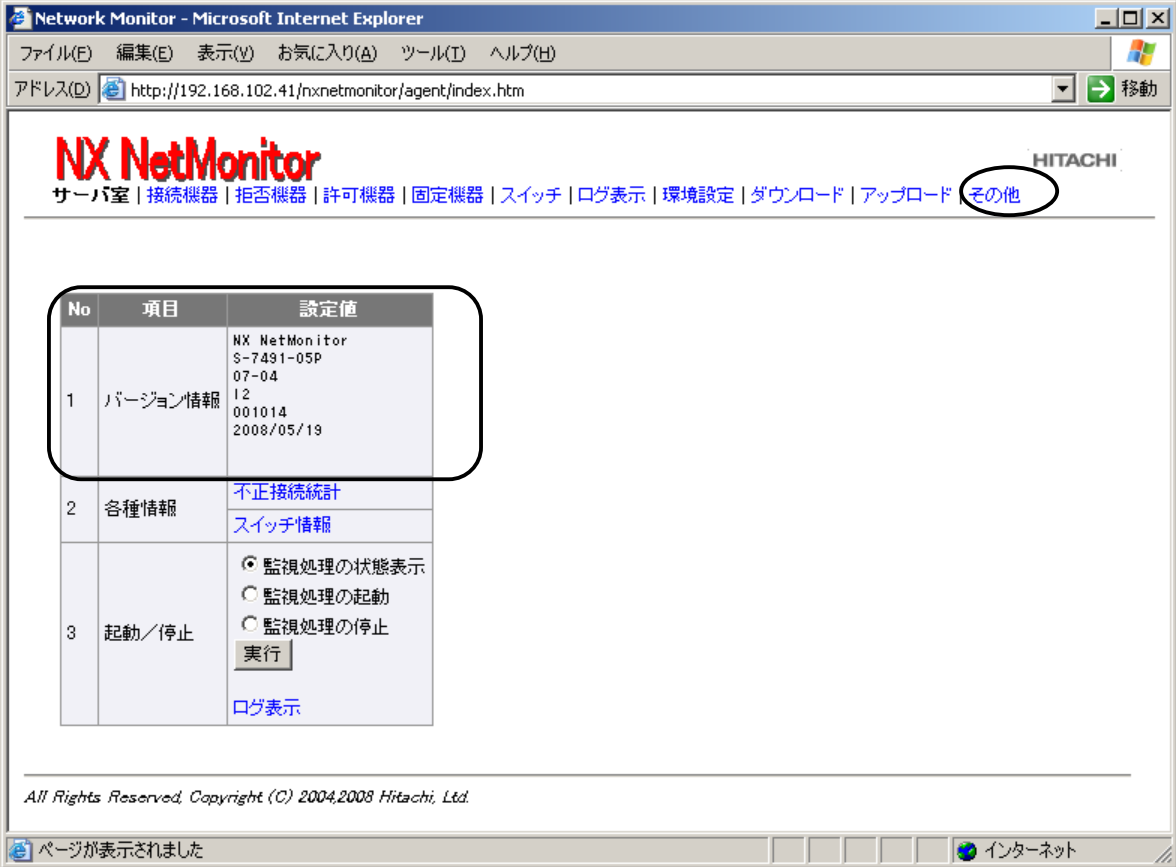 Network Monitor - Microsoft Internet Explorer
ファイル(F) 編集(E) 表示(V) お気に入り(A) ツール(T) ヘルプ(H)
アドレス(D) http://192.168.102.41/nxnetmonitor/agent/index.htm 移動
NX NetMonitor
HITACHI
サーバ室 | 接続機器 | 拒否機器 | 許可機器 | 固定機器 | スイッチ | ログ表示 | 環境設定 | ダウンロード | アップロード | その他
No 項目 設定値
1 バージョン情報
NX NetMonitor
S-7491-05P
07-04
I2
001014
2008/05/19
2 各種情報
不正接続統計
スイッチ情報
3 起動／停止
監視処理の状態表示
監視処理の起動
監視処理の停止
実行
ログ表示
All Rights Reserved, Copyright (C) 2004,2008 Hitachi, Ltd.
ページが表示されました インターネット